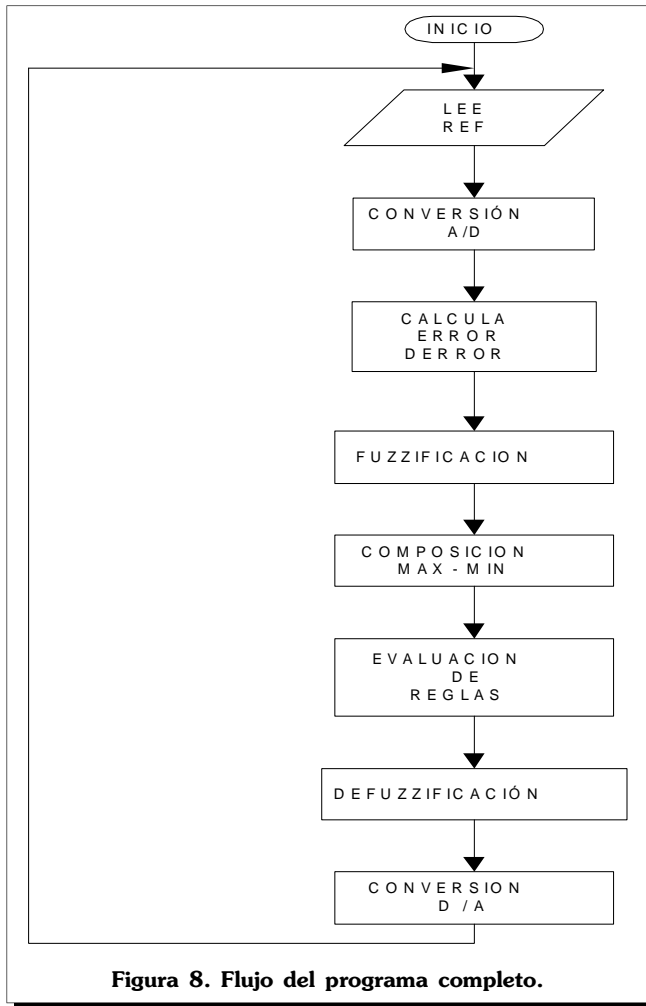 INICIO
LEE
REF
CONVERSIÓN
A/D
CALCULA
ERROR
DERROR
FUZZIFICACION
COMPOSICION
MAX - MIN
EVALUACION
DE
REGLAS
DEFUZZIFICACIÓN
CONVERSION
D / A
Figura 8. Flujo del programa completo.